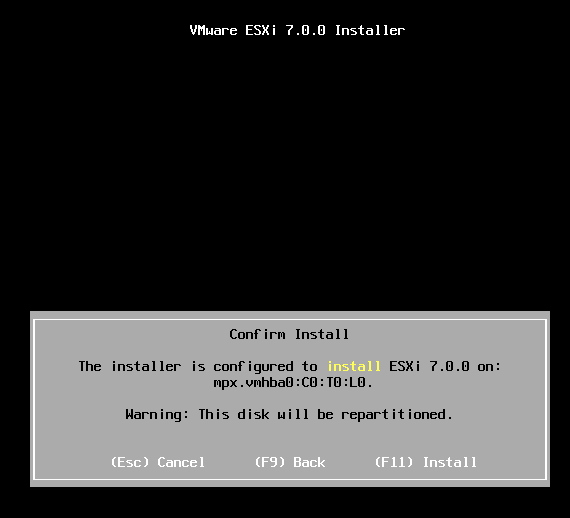 VMware ESXi 7.0.0 Installer
Confirm Install
The installer is configured to install ESXi 7.0.0 on:
mpx.vmhba0:C0:T0:L0.
Warning: This disk will be repartitioned.
(Esc) Cancel (F9) Back (F11) Install